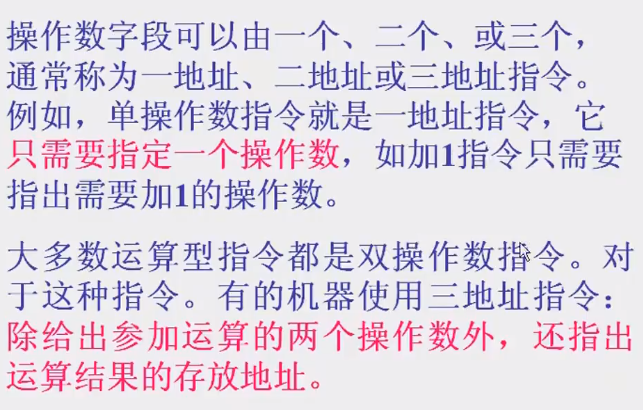 操作数字段可以由一个、二个、或三个，
通常称为一地址、二地址或三地址指令。
例如，单操作数指令就是一地址指令，它
只需要指定一个操作数，如加1指令只需要
指出需要加1的操作数。
大多数运算型指令都是双操作数指令。对
于这种指令。有的机器使用三地址指令：
除给出参加运算的两个操作数外，还指出
运算结果的存放地址。